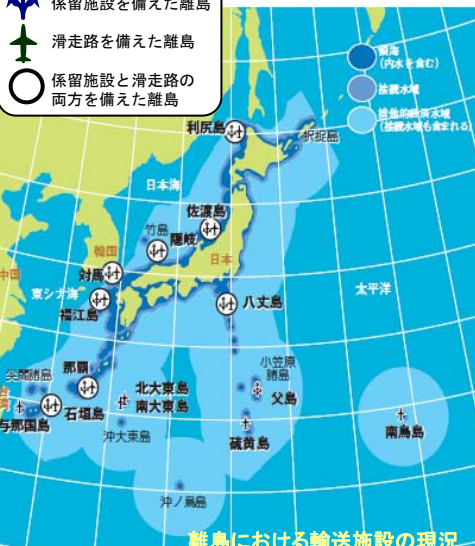 係留施設を備えた離島
滑走路を備えた離島
係留施設と滑走路の
両方を備えた離島
領海
(内水を含む)
接続水域
排他的経済水域
(接続水域も含まれる)
利尻島
択捉島
日本海
佐渡島
竹島
隠岐
韓国
日本
中国
対馬
東シナ海
福江島
八丈島
太平洋
小笠原
諸島
父島
那覇
尖閣諸島
北大東島
南大東島
台
湾
与那国島
石垣島
沖大東島
硫黄島
南鳥島
沖ノ鳥島
離島における輸送施設の現況